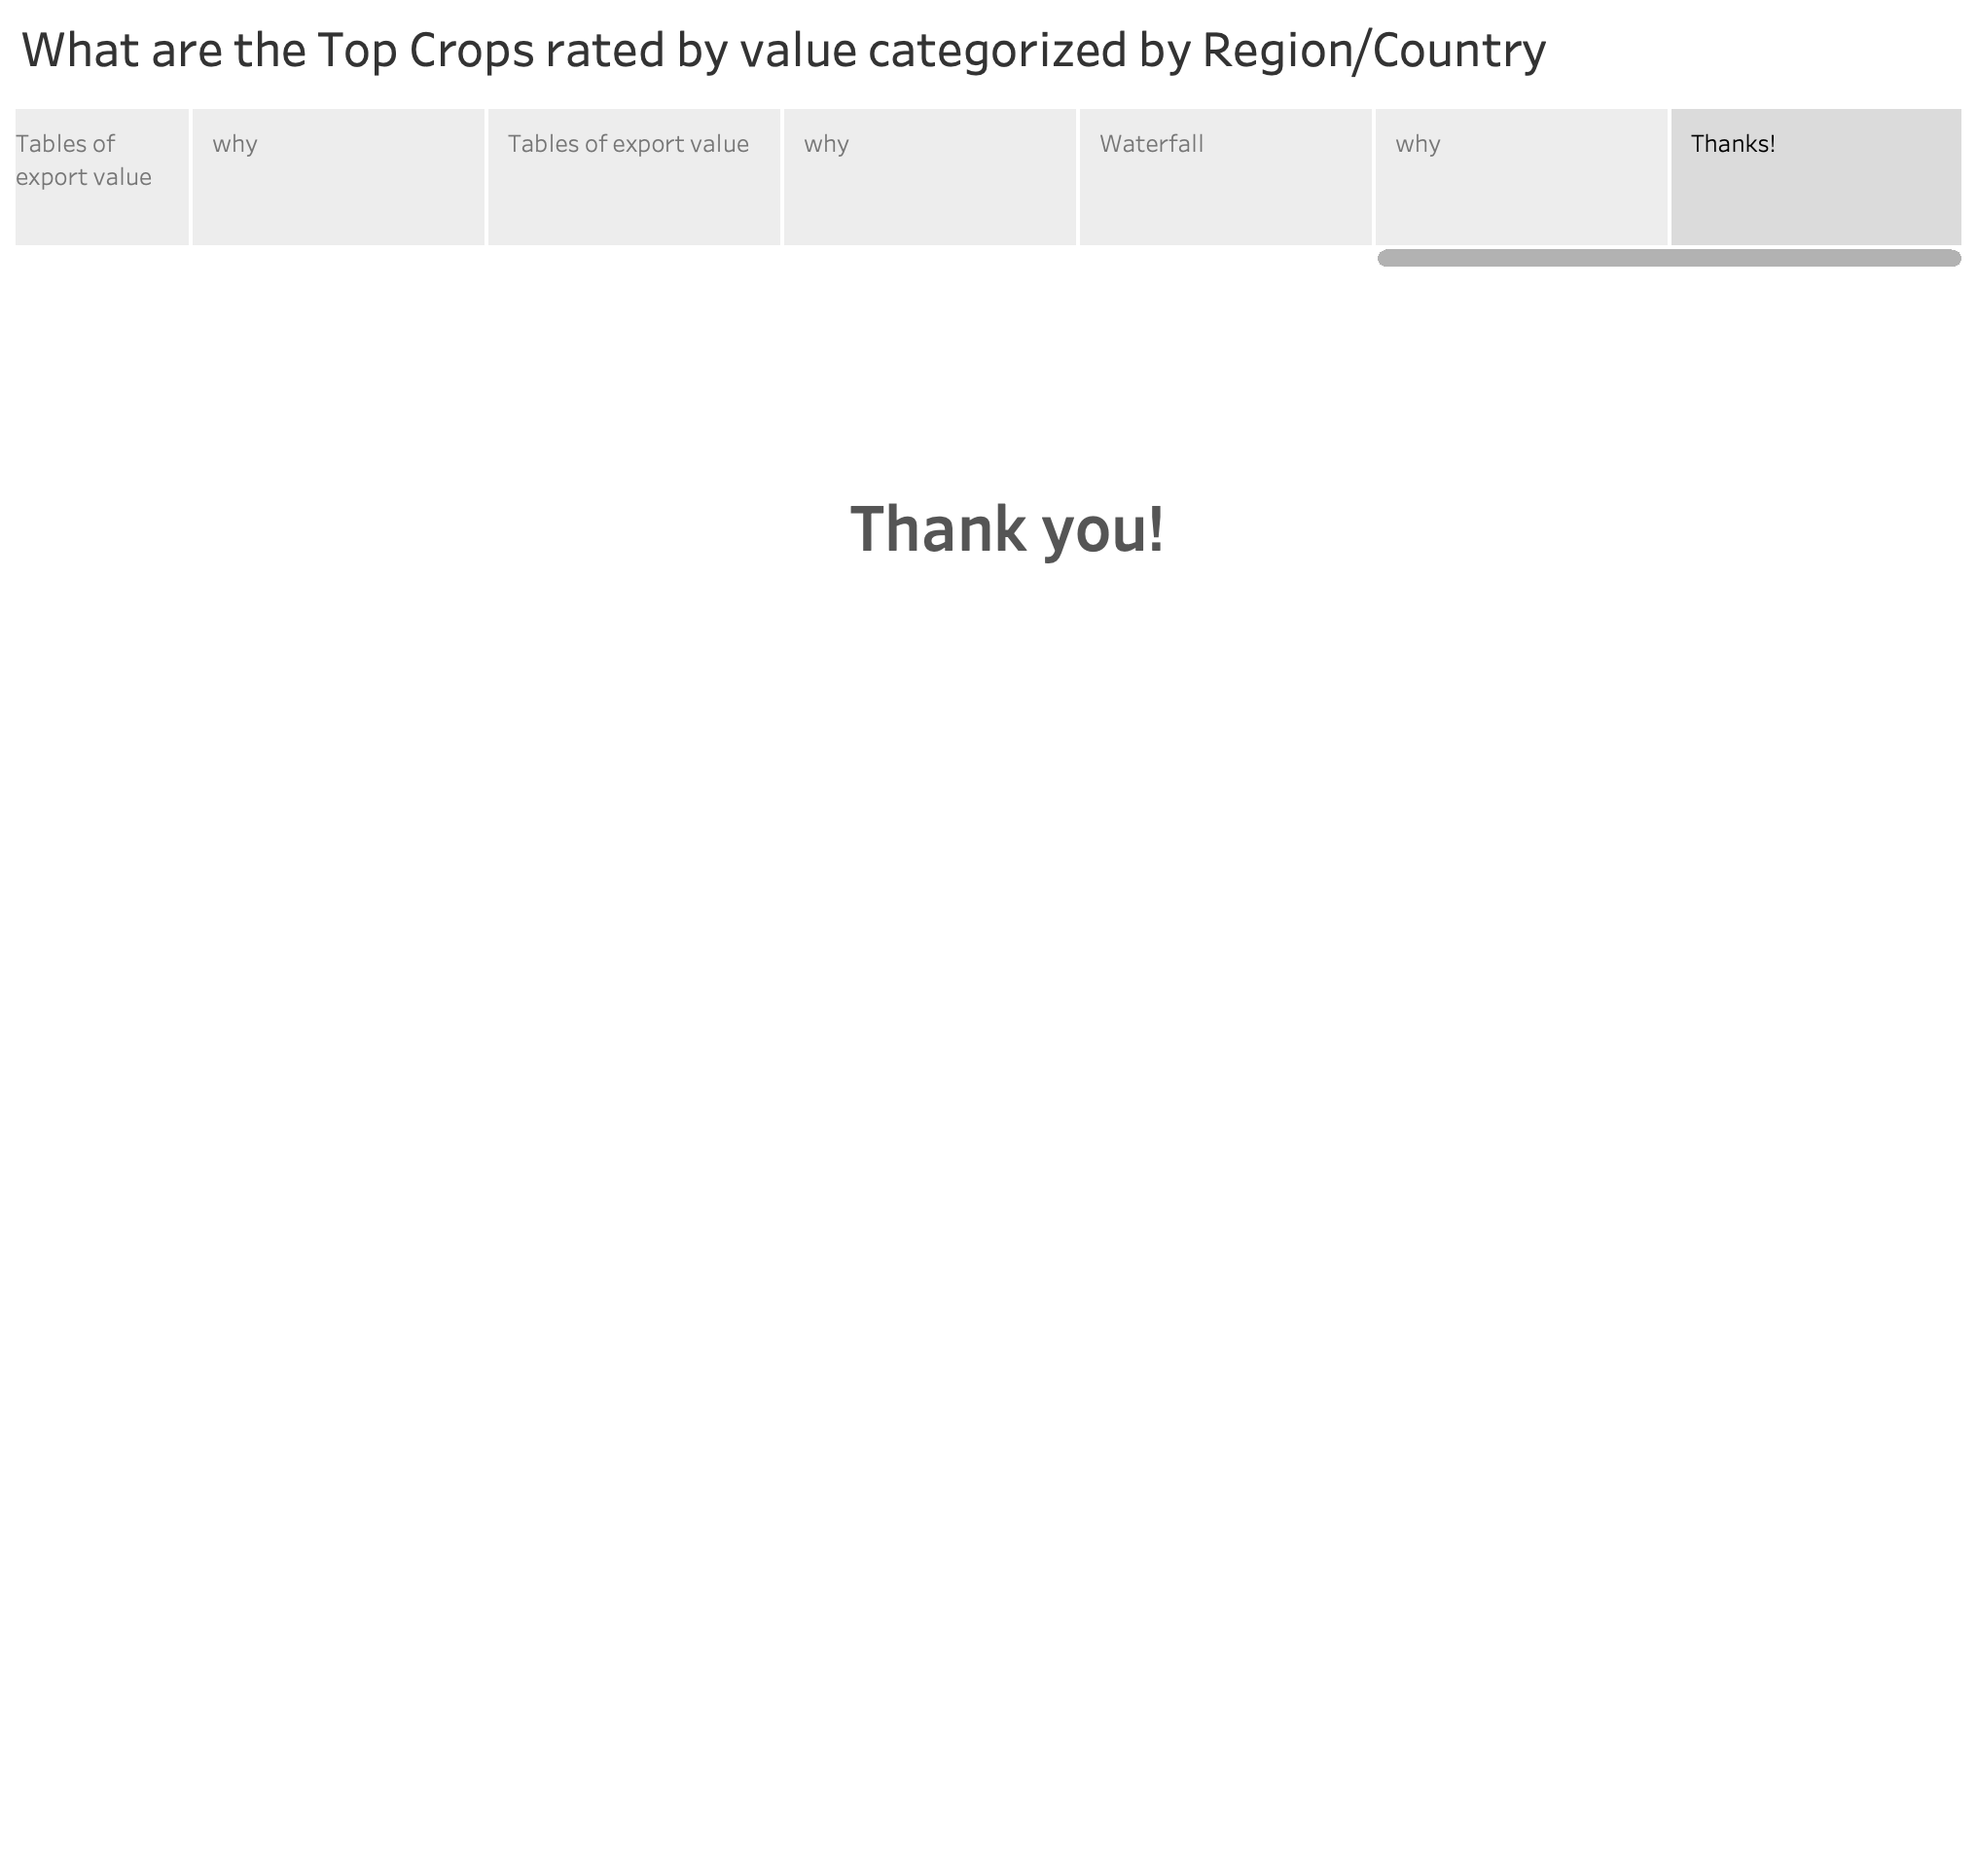 What are the Top Crops rated by value categorized by Region/Country
Tables of
export value
why
Tables of export value
why
Waterfall
why
Thanks!
Thank you!